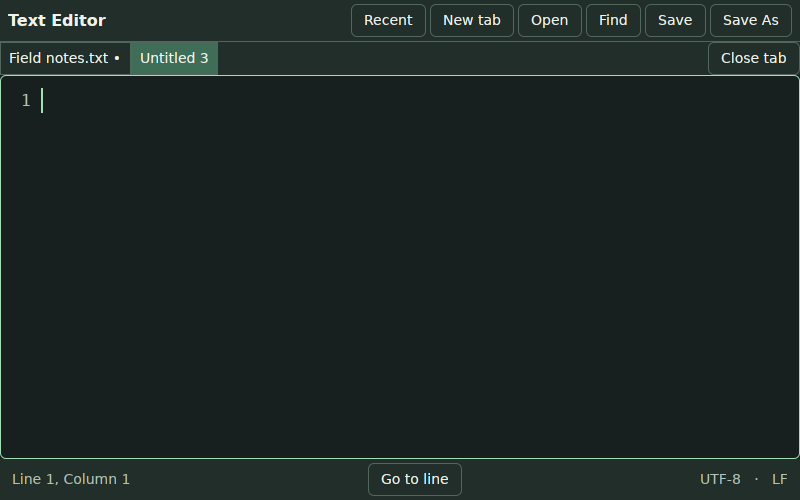 Text Editor
Recent
New tab
Open
Find
Save
Save As
Field notes.txt •
Untitled 3
Close tab
1
Line 1, Column 1
Go to line
UTF-8 · LF